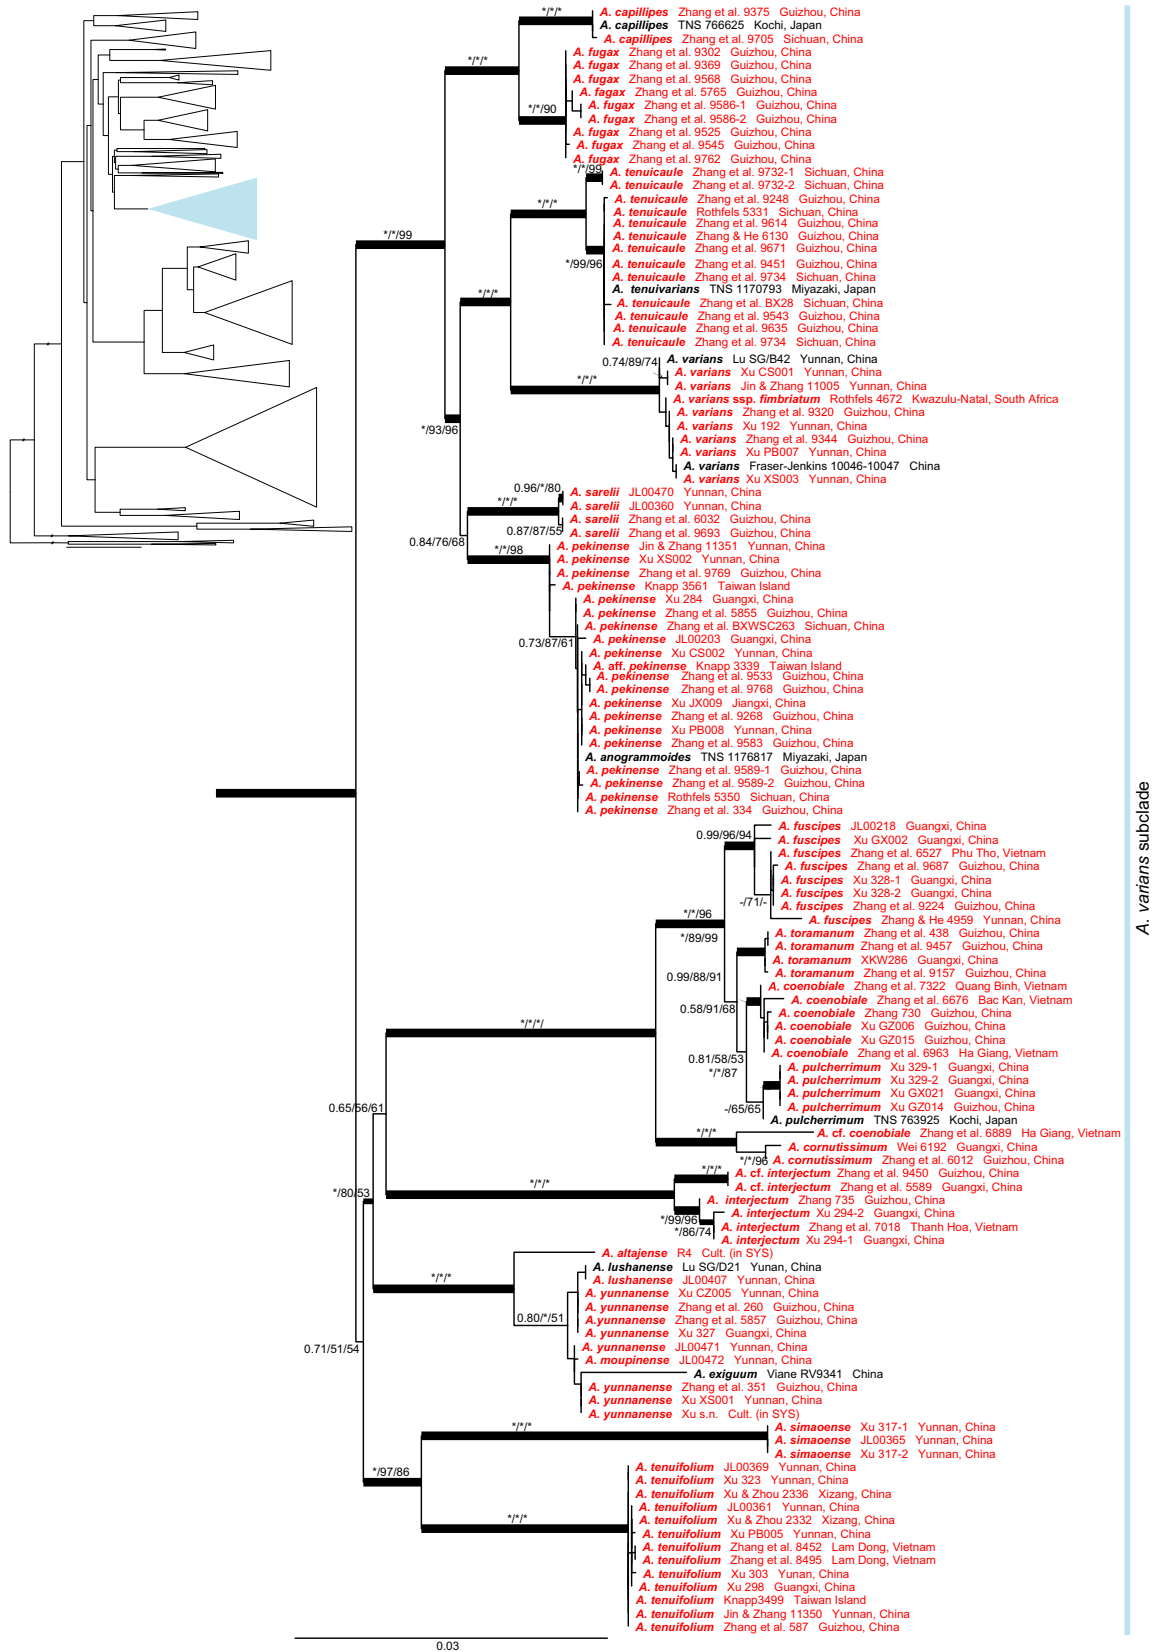 */*/*
A. capillipes Zhang et al. 9375 Guizhou, China
A. capillipes TNS 766625 Kochi, Japan
A. capillipes Zhang et al. 9705 Sichuan, China
*/*/*
A. fugax Zhang et al. 9302 Guizhou, China
A. fugax Zhang et al. 9369 Guizhou, China
A. fugax Zhang et al. 9568 Guizhou, China
A. fagax Zhang et al. 5765 Guizhou, China
*/*/90
A. fugax Zhang et al. 9586-1 Guizhou, China
A. fugax Zhang et al. 9586-2 Guizhou, China
A. fugax Zhang et al. 9525 Guizhou, China
A. fugax Zhang et al. 9545 Guizhou, China
A. fugax Zhang et al. 9762 Guizhou, China
*/*/99
A. tenuicaule Zhang et al. 9732-1 Sichuan, China
A. tenuicaule Zhang et al. 9732-2 Sichuan, China
A. tenuicaule Zhang et al. 9248 Guizhou, China
*/*/*
A. tenuicaule Rothfels 5331 Sichuan, China
A. tenuicaule Zhang et al. 9614 Guizhou, China
*/*/99
A. tenuicaule Zhang & He 6130 Guizhou, China
A. tenuicaule Zhang et al. 9671 Guizhou, China
*/99/96
A. tenuicaule Zhang et al. 9451 Guizhou, China
A. tenuicaule Zhang et al. 9734 Sichuan, China
A. tenuivarians TNS 1170793 Miyazaki, Japan
*/*/*
A. tenuicaule Zhang et al. BX28 Sichuan, China
A. tenuicaule Zhang et al. 9543 Guizhou, China
A. tenuicaule Zhang et al. 9635 Guizhou, China
A. tenuicaule Zhang et al. 9734 Sichuan, China
0.74/89/74
A. varians Lu SG/B42 Yunnan, China
A. varians Xu CS001 Yunnan, China
*/*/*
A. varians Jin & Zhang 11005 Yunnan, China
A. varians ssp. fimbriatum Rothfels 4672 Kwazulu-Natal, South Africa
A. varians Zhang et al. 9320 Guizhou, China
*/93/96
A. varians Xu 192 Yunnan, China
A. varians Zhang et al. 9344 Guizhou, China
A. varians Xu PB007 Yunnan, China
A. varians Fraser-Jenkins 10046-10047 China
A. varians Xu XS003 Yunnan, China
0.96/*/80
A. sarelii JL00470 Yunnan, China
*/*/*
A. sarelii JL00360 Yunnan, China
A. sarelii Zhang et al. 6032 Guizhou, China
0.87/87/55
A. sarelii Zhang et al. 9693 Guizhou, China
0.84/76/68
*/*/98
A. pekinense Jin & Zhang 11351 Yunnan, China
A. pekinense Xu XS002 Yunnan, China
A. pekinense Zhang et al. 9769 Guizhou, China
A. pekinense Knapp 3561 Taiwan Island
A. pekinense Xu 284 Guangxi, China
A. pekinense Zhang et al. 5855 Guizhou, China
A. pekinense Zhang et al. BXWSC263 Sichuan, China
0.73/87/61
A. pekinense JL00203 Guangxi, China
A. pekinense Xu CS002 Yunnan, China
A. aff. pekinense Knapp 3339 Taiwan Island
A. pekinense Zhang et al. 9533 Guizhou, China
A. pekinense Zhang et al. 9768 Guizhou, China
A. pekinense Xu JX009 Jiangxi, China
A. pekinense Zhang et al. 9268 Guizhou, China
A. pekinense Xu PB008 Yunnan, China
A. pekinense Zhang et al. 9583 Guizhou, China
A. anogrammoides TNS 1176817 Miyazaki, Japan
A. pekinense Zhang et al. 9589-1 Guizhou, China
A. pekinense Zhang et al. 9589-2 Guizhou, China
A. pekinense Rothfels 5350 Sichuan, China
A. pekinense Zhang et al. 334 Guizhou, China
A. fuscipes JL00218 Guangxi, China
0.99/96/94
A. fuscipes Xu GX002 Guangxi, China
A. fuscipes Zhang et al. 6527 Phu Tho, Vietnam
A. fuscipes Zhang et al. 9687 Guizhou, China
A. fuscipes Xu 328-1 Guangxi, China
A. fuscipes Xu 328-2 Guangxi, China
-/71/-
A. fuscipes Zhang et al. 9224 Guizhou, China
*/*/96
A. fuscipes Zhang & He 4959 Yunnan, China
*/89/99
A. toramanum Zhang et al. 438 Guizhou, China
A. toramanum Zhang et al. 9457 Guizhou, China
A. toramanum XKW286 Guangxi, China
0.99/88/91
A. toramanum Zhang et al. 9157 Guizhou, China
A. coenobiale Zhang et al. 7322 Quang Binh, Vietnam
A. coenobiale Zhang et al. 6676 Bac Kan, Vietnam
0.58/91/68
A. coenobiale Zhang 730 Guizhou, China
*/*/*/
A. coenobiale Xu GZ006 Guizhou, China
A. coenobiale Xu GZ015 Guizhou, China
A. coenobiale Zhang et al. 6963 Ha Giang, Vietnam
0.81/58/53
*/*/87
A. pulcherrimum Xu 329-1 Guangxi, China
A. pulcherrimum Xu 329-2 Guangxi, China
A. pulcherrimum Xu GX021 Guangxi, China
-/65/65
A. pulcherrimum Xu GZ014 Guizhou, China
0.65/56/61
A. pulcherrimum TNS 763925 Kochi, Japan
*/*/*
A. cf. coenobiale Zhang et al. 6889 Ha Giang, Vietnam
A. cornutissimum Wei 6192 Guangxi, China
*/*/96
A. cornutissimum Zhang et al. 6012 Guizhou, China
*/*/*
A. cf. interjectum Zhang et al. 9450 Guizhou, China
*/*/*
A. cf. interjectum Zhang et al. 5589 Guangxi, China
*/80/53
A. interjectum Zhang 735 Guizhou, China
A. interjectum Xu 294-2 Guangxi, China
*/99/96
*/86/74
A. interjectum Zhang et al. 7018 Thanh Hoa, Vietnam
A. interjectum Xu 294-1 Guangxi, China
A. altajense R4 Cult. (in SYS)
A. lushanense Lu SG/D21 Yunan, China
*/*/*
A. lushanense JL00407 Yunnan, China
A. yunnanense Xu CZ005 Yunnan, China
A. yunnanense Zhang et al. 260 Guizhou, China
0.80/*/51
A.yunnanense Zhang et al. 5857 Guizhou, China
A. yunnanense Xu 327 Guangxi, China
0.71/51/54
A. yunnanense JL00471 Yunnan, China
A. moupinense JL00472 Yunnan, China
A. exiguum Viane RV9341 China
A. yunnanense Zhang et al. 351 Guizhou, China
A. yunnanense Xu XS001 Yunnan, China
A. yunnanense Xu s.n. Cult. (in SYS)
*/*/*
A. simaoense Xu 317-1 Yunnan, China
A. simaoense JL00365 Yunnan, China
A. simaoense Xu 317-2 Yunnan, China
*/97/86
A. tenuifolium JL00369 Yunnan, China
A. tenuifolium Xu 323 Yunnan, China
A. tenuifolium Xu & Zhou 2336 Xizang, China
A. tenuifolium JL00361 Yunnan, China
*/*/*
A. tenuifolium Xu & Zhou 2332 Xizang, China
A. tenuifolium Xu PB005 Yunnan, China
A. tenuifolium Zhang et al. 8452 Lam Dong, Vietnam
A. tenuifolium Zhang et al. 8495 Lam Dong, Vietnam
A. tenuifolium Xu 303 Yunan, China
A. tenuifolium Xu 298 Guangxi, China
A. tenuifolium Knapp3499 Taiwan Island
A. tenuifolium Jin & Zhang 11350 Yunnan, China
A. tenuifolium Zhang et al. 587 Guizhou, China
0.03
A. varians subclade